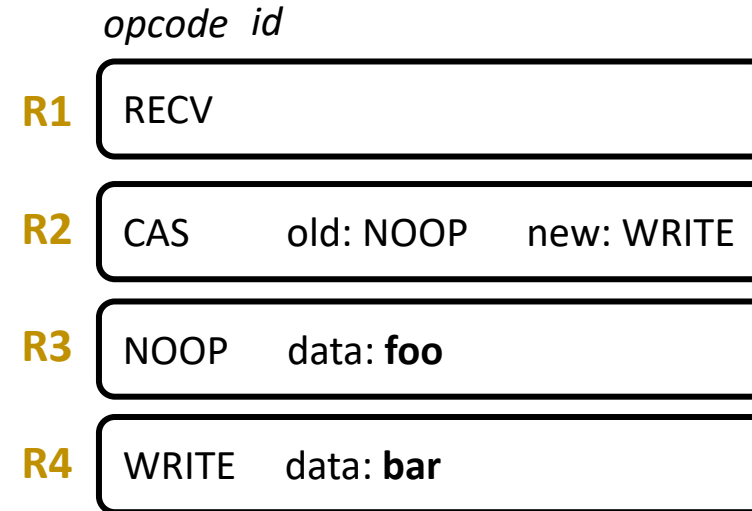 opcode id
R1 RECV
R2 CAS old: NOOP new: WRITE
R3 NOOP data: foo
R4 WRITE data: bar